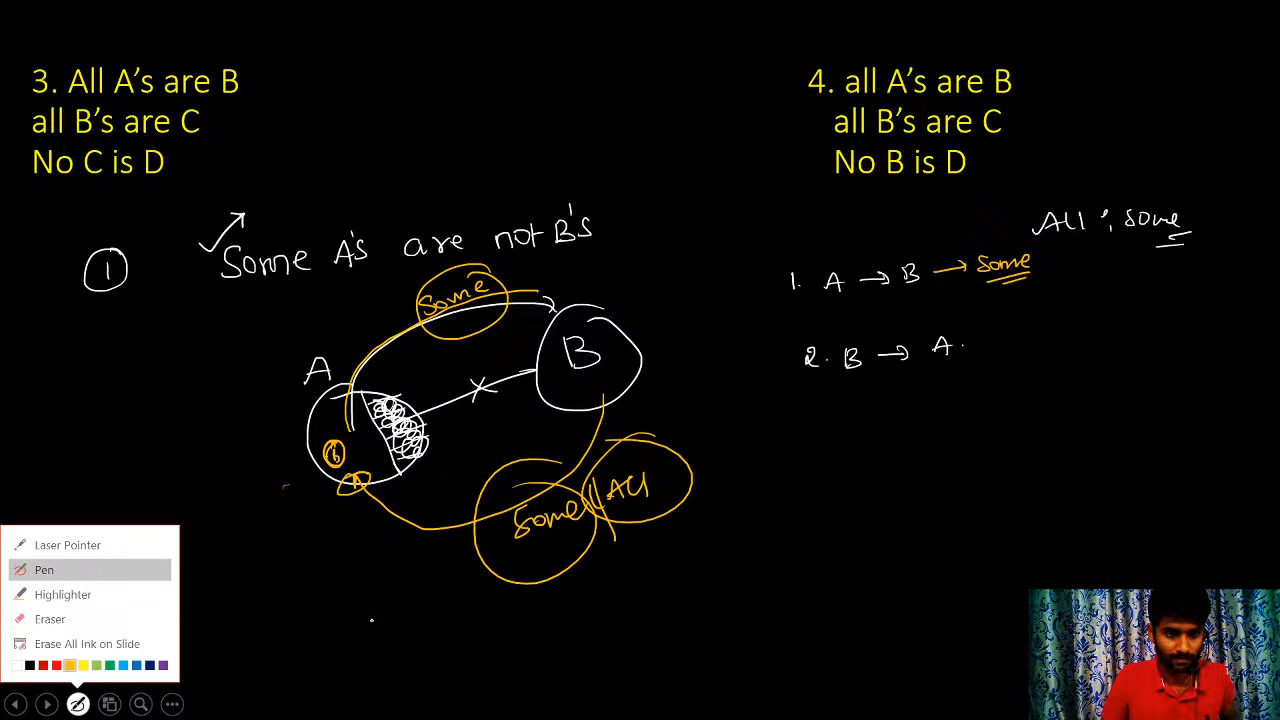 3. All A's are B
all B's are C
No C is D
4. all A's are B
all B's are C
No B is D
① Some A's are not B's
All ; some
1. A → B → Some
2. B → A.
Some
A
B
b
Some
All
Laser Pointer
Pen
Highlighter
Eraser
Erase All Ink on Slide